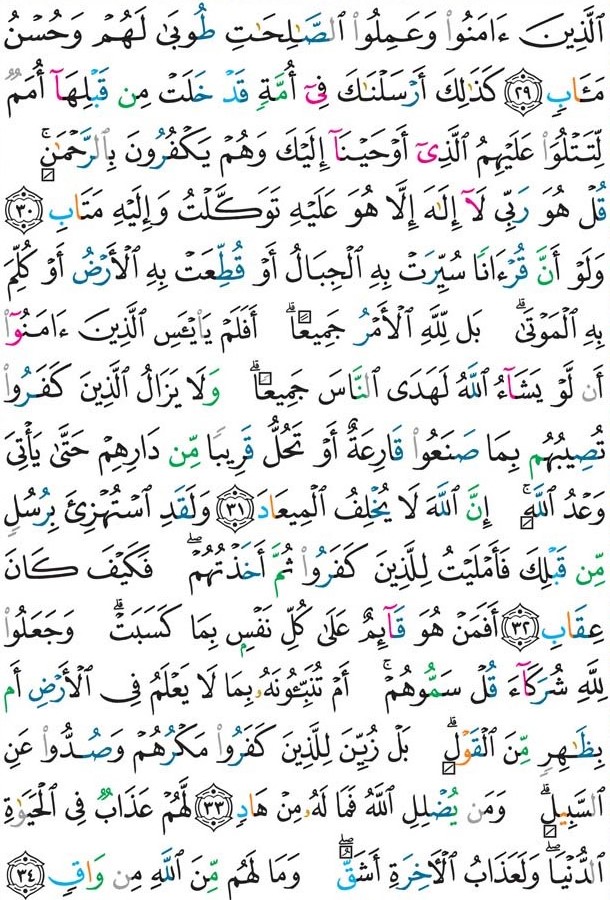 ٱلَّذِينَ ءَامَنُوا۟ وَعَمِلُوا۟ ٱلصَّٰلِحَٰتِ طُوبَىٰ لَهُمْ وَحُسْنُ
مَـَٔابٍ ٢٩ كَذَٰلِكَ أَرْسَلْنَٰكَ فِىٓ أُمَّةٍ قَدْ خَلَتْ مِن قَبْلِهَآ أُمَمٌ
لِّتَتْلُوَا۟ عَلَيْهِمُ ٱلَّذِىٓ أَوْحَيْنَآ إِلَيْكَ وَهُمْ يَكْفُرُونَ بِٱلرَّحْمَٰنِ ۚ
قُلْ هُوَ رَبِّى لَآ إِلَٰهَ إِلَّا هُوَ عَلَيْهِ تَوَكَّلْتُ وَإِلَيْهِ مَتَابِ ٣٠
وَلَوْ أَنَّ قُرْءَانًا سُيِّرَتْ بِهِ ٱلْجِبَالُ أَوْ قُطِّعَتْ بِهِ ٱلْأَرْضُ أَوْ كُلِّمَ
بِهِ ٱلْمَوْتَىٰ ۗ بَل لِّلَّهِ ٱلْأَمْرُ جَمِيعًا ۗ أَفَلَمْ يَا۟يْـَٔسِ ٱلَّذِينَ ءَامَنُوٓا۟
أَن لَّوْ يَشَآءُ ٱللَّهُ لَهَدَى ٱلنَّاسَ جَمِيعًا ۗ وَلَا يَزَالُ ٱلَّذِينَ كَفَرُوا۟
تُصِيبُهُم بِمَا صَنَعُوا۟ قَارِعَةٌ أَوْ تَحُلُّ قَرِيبًا مِّن دَارِهِمْ حَتَّىٰ يَأْتِىَ
وَعْدُ ٱللَّهِ ۚ إِنَّ ٱللَّهَ لَا يُخْلِفُ ٱلْمِيعَادَ ٣١ وَلَقَدِ ٱسْتُهْزِئَ بِرُسُلٍ
مِّن قَبْلِكَ فَأَمْلَيْتُ لِلَّذِينَ كَفَرُوا۟ ثُمَّ أَخَذْتُهُمْ ۖ فَكَيْفَ كَانَ
عِقَابِ ٣٢ أَفَمَنْ هُوَ قَآئِمٌ عَلَىٰ كُلِّ نَفْسٍۭ بِمَا كَسَبَتْ ۗ وَجَعَلُوا۟
لِلَّهِ شُرَكَآءَ قُلْ سَمُّوهُمْ ۚ أَمْ تُنَبِّـُٔونَهُۥ بِمَا لَا يَعْلَمُ فِى ٱلْأَرْضِ أَم
بِظَٰهِرٍ مِّنَ ٱلْقَوْلِ ۗ بَلْ زُيِّنَ لِلَّذِينَ كَفَرُوا۟ مَكْرُهُمْ وَصُدُّوا۟ عَنِ
ٱلسَّبِيلِ ۗ وَمَن يُضْلِلِ ٱللَّهُ فَمَا لَهُۥ مِنْ هَادٍ ٣٣ لَّهُمْ عَذَابٌ فِى ٱلْحَيَوٰةِ
ٱلدُّنْيَا ۖ وَلَعَذَابُ ٱلْءَاخِرَةِ أَشَقُّ ۖ وَمَا لَهُم مِّنَ ٱللَّهِ مِن وَاقٍ ٣٤